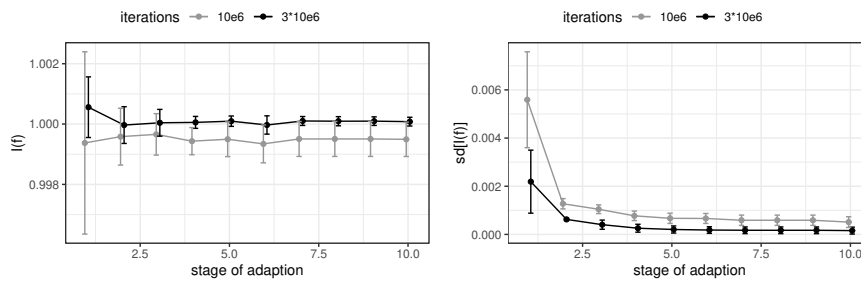 iterations 10e6 3*10e6
I(f)
1.002
1.000
0.998
2.5 5.0 7.5 10.0
stage of adaption
iterations 10e6 3*10e6
sd[I(f)]
0.006
0.004
0.002
0.000
2.5 5.0 7.5 10.0
stage of adaption